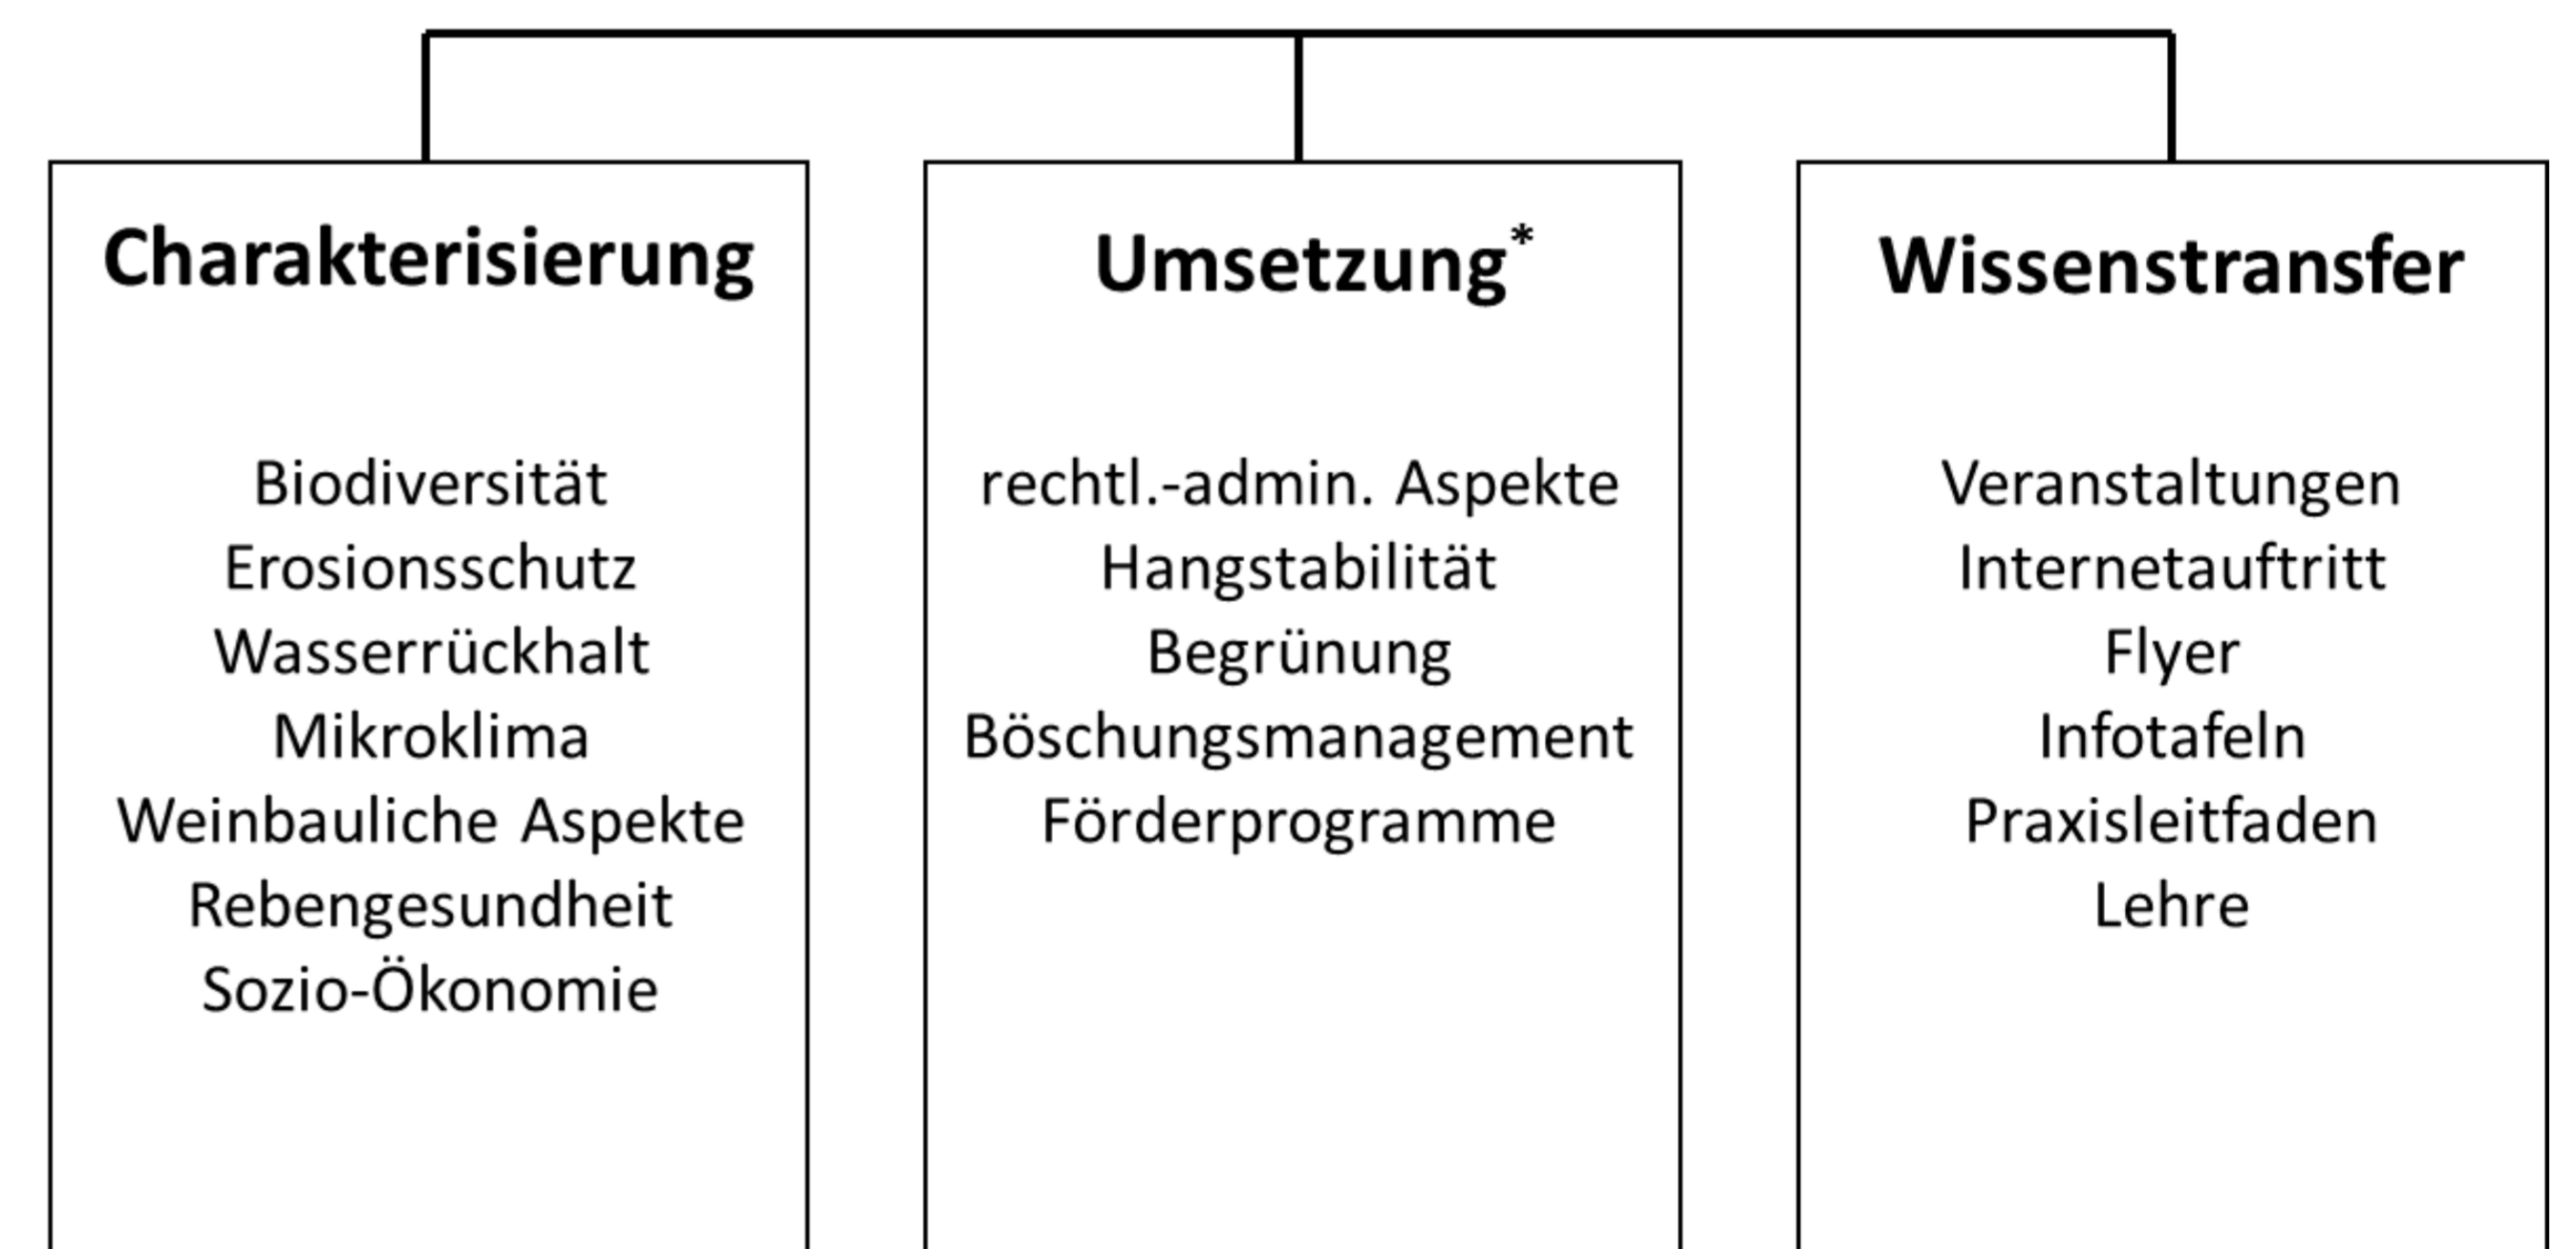 Charakterisierung
Biodiversität
Erosionsschutz
Wasserrückhalt
Mikroklima
Weinbauliche Aspekte
Rebengesundheit
Sozio-Ökonomie
Umsetzung*
rechtl.-admin. Aspekte
Hangstabilität
Begrünung
Böschungsmanagement
Förderprogramme
Wissenstransfer
Veranstaltungen
Internetauftritt
Flyer
Infotafeln
Praxisleitfaden
Lehre